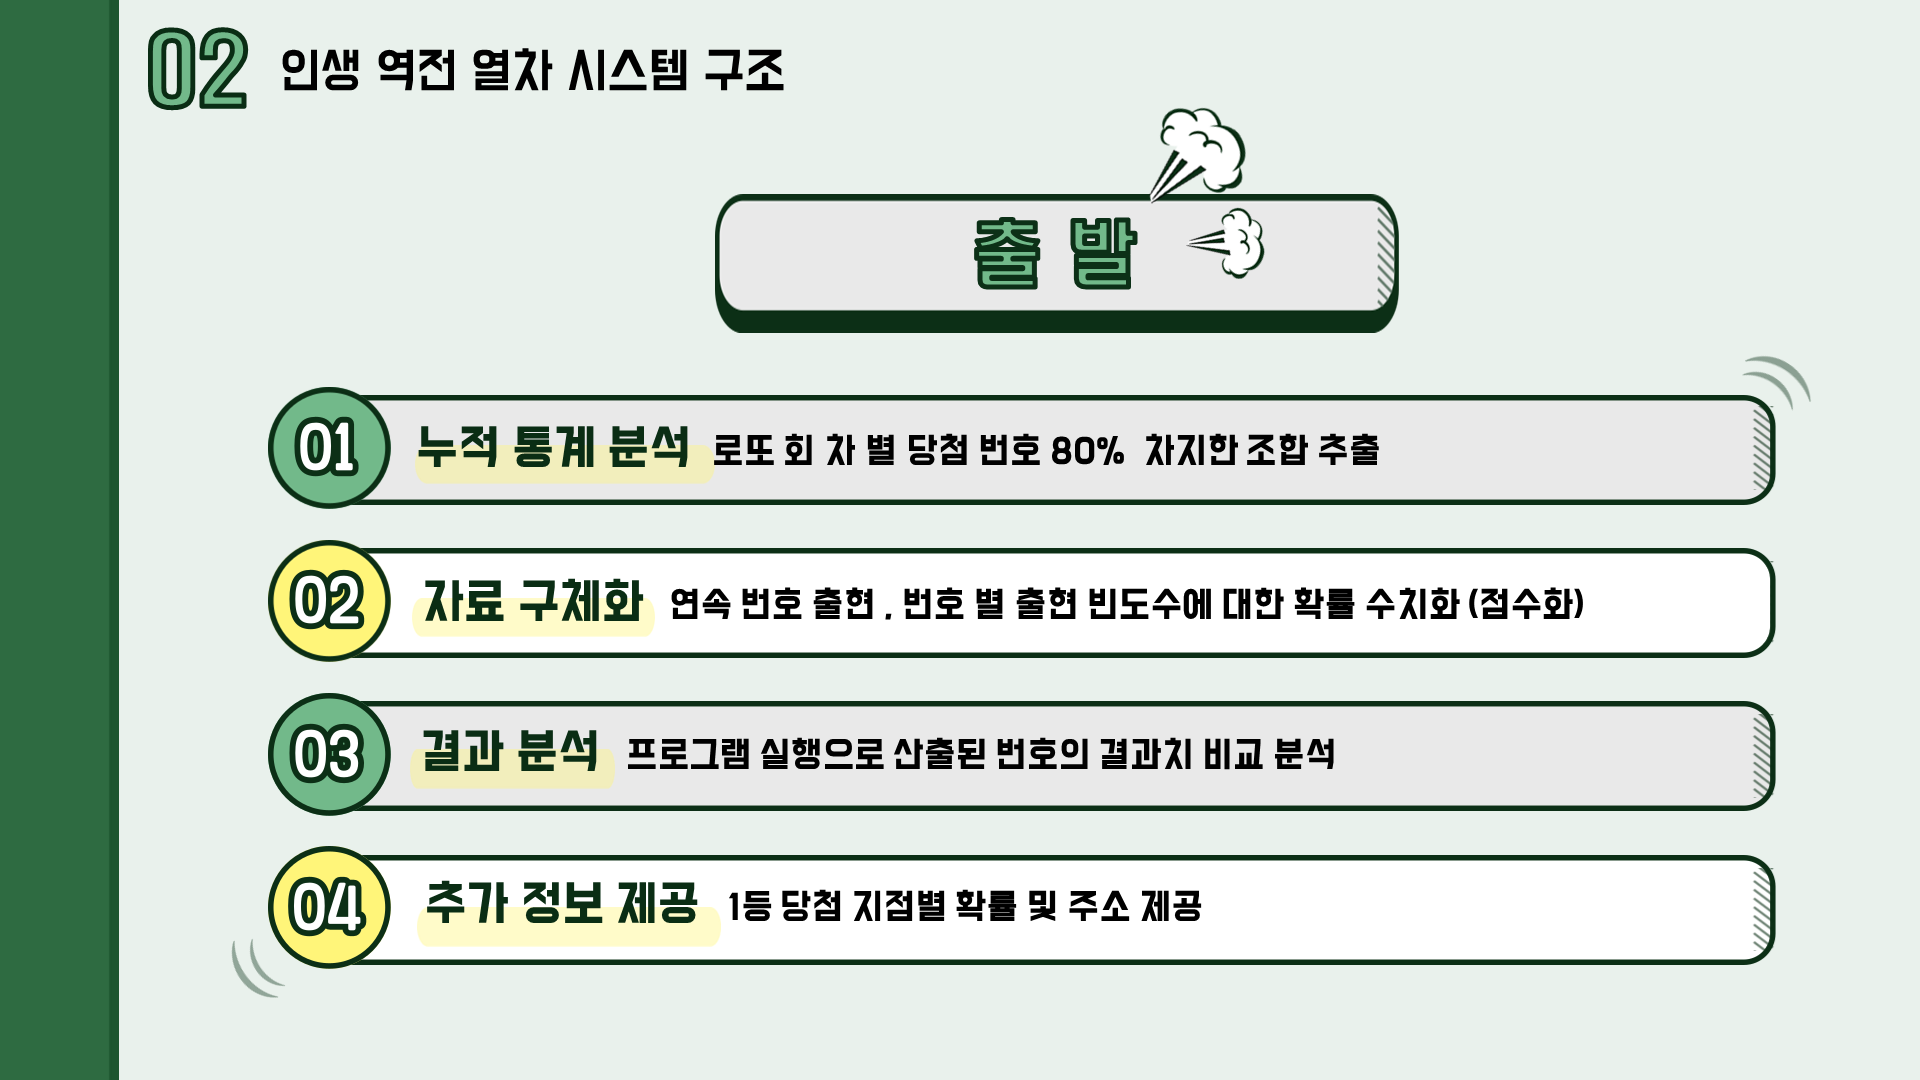 02 인생 역전 열차 시스템 구조
출 발
01 누적 통계 분석 로또 회 차 별 당첨 번호 80% 차지한 조합 추출
02 자료 구체화 연속 번호 출현 , 번호 별 출현 빈도수에 대한 확률 수치화 (점수화)
03 결과 분석 프로그램 실행으로 산출된 번호의 결과치 비교 분석
04 추가 정보 제공 1등 당첨 지점별 확률 및 주소 제공